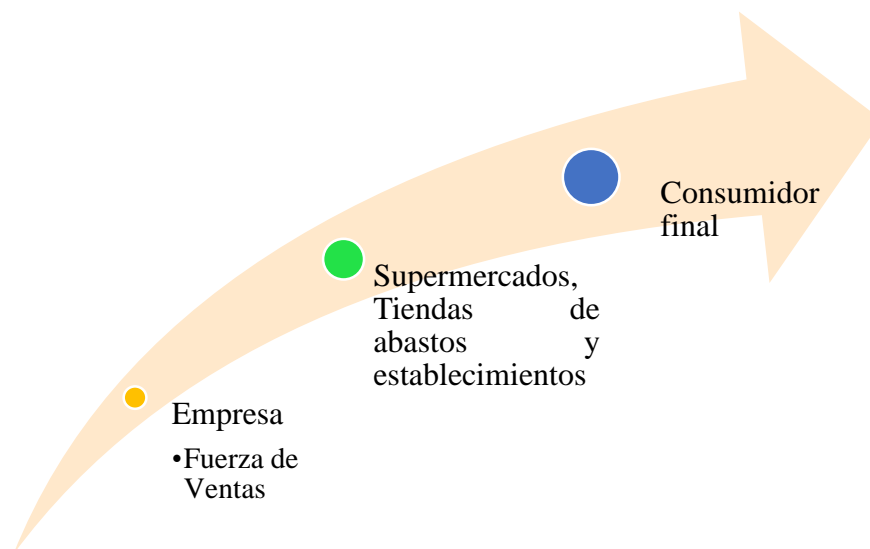 Empresa
•Fuerza de
Ventas
Supermercados,
Tiendas de
abastos y
establecimientos
Consumidor
final